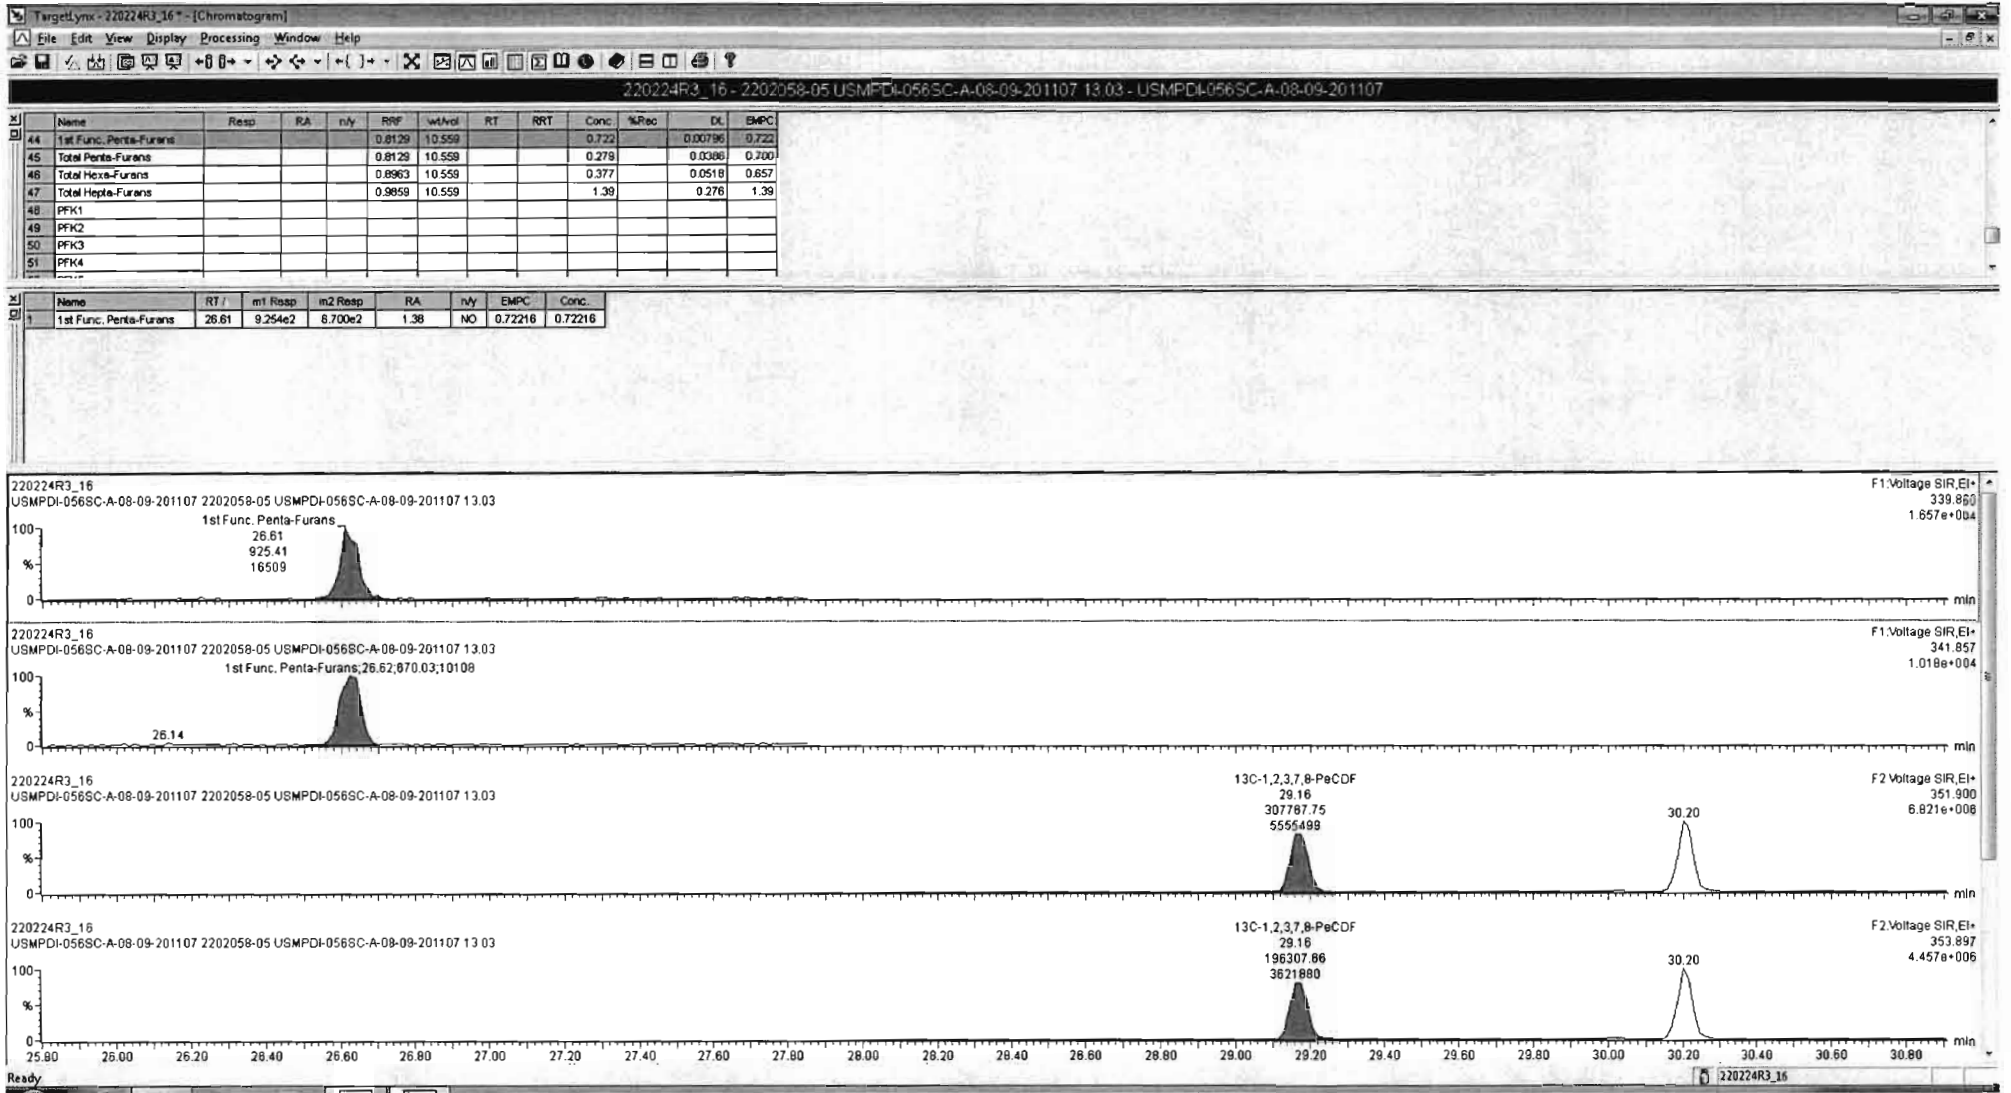 TargetLynx - 220224R3_16 * - [Chromatogram]
File Edit View Display Processing Window Help
220224R3_16 - 2202058-05 USMPDI-056SC-A-08-09-201107 13.03 - USMPDI-056SC-A-08-09-201107
Name Resp RA n/y RRF wt/vol RT RRT Conc. %Rec DL EMPC
44 1st Func. Penta-Furans 0.8129 10.559 0.722 0.00796 0.722
45 Total Penta-Furans 0.8129 10.559 0.279 0.0386 0.700
46 Total Hexa-Furans 0.8963 10.559 0.377 0.0518 0.657
47 Total Hepta-Furans 0.9859 10.559 1.39 0.276 1.39
48 PFK1
49 PFK2
50 PFK3
51 PFK4
Name RT / m1 Resp m2 Resp RA n/y EMPC Conc.
1 1st Func. Penta-Furans 26.61 9.254e2 6.700e2 1.38 NO 0.72216 0.72216
220224R3_16
USMPDI-056SC-A-08-09-201107 2202058-05 USMPDI-056SC-A-08-09-201107 13.03
F1:Voltage SIR,EI+
339.860
1.657e+004
1st Func. Penta-Furans
26.61
925.41
16509
100
%
0
min
220224R3_16
USMPDI-056SC-A-08-09-201107 2202058-05 USMPDI-056SC-A-08-09-201107 13.03
F1:Voltage SIR,EI+
341.857
1.018e+004
1st Func. Penta-Furans;26.62;670.03;10108
100
%
26.14
0
min
220224R3_16
USMPDI-056SC-A-08-09-201107 2202058-05 USMPDI-056SC-A-08-09-201107 13.03
F2:Voltage SIR,EI+
351.900
6.821e+006
13C-1,2,3,7,8-PeCDF
29.16
307767.75
5555498
30.20
100
%
0
min
220224R3_16
USMPDI-056SC-A-08-09-201107 2202058-05 USMPDI-056SC-A-08-09-201107 13.03
F2:Voltage SIR,EI+
353.897
4.457e+006
13C-1,2,3,7,8-PeCDF
29.16
196307.66
3621880
30.20
100
%
0
min
25.80 26.00 26.20 26.40 26.60 26.80 27.00 27.20 27.40 27.60 27.80 28.00 28.20 28.40 28.60 28.80 29.00 29.20 29.40 29.60 29.80 30.00 30.20 30.40 30.60 30.80
Ready
220224R3_16